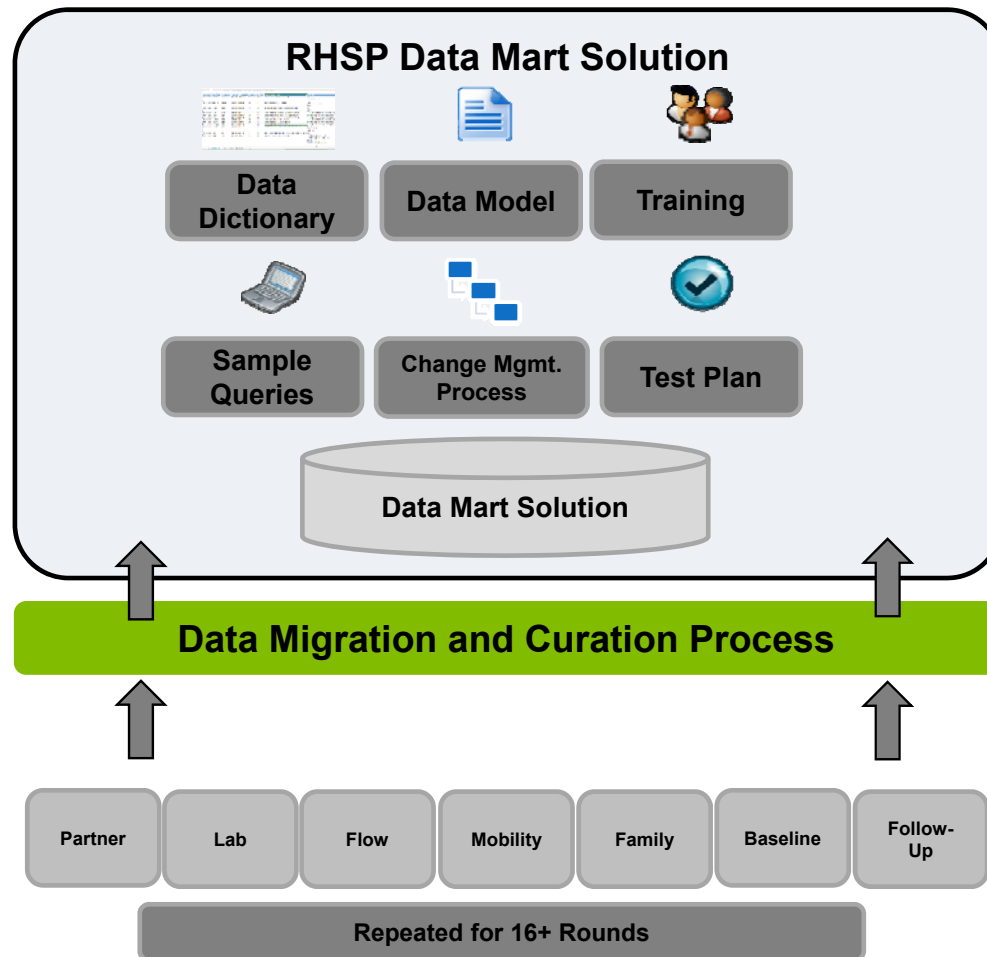 RHSP Data Mart Solution
Data
Dictionary
Data Model
Training
Sample
Queries
Change Mgmt.
Process
Test Plan
Data Mart Solution
Data Migration and Curation Process
Partner
Lab
Flow
Mobility
Family
Baseline
Follow-
Up
Repeated for 16+ Rounds